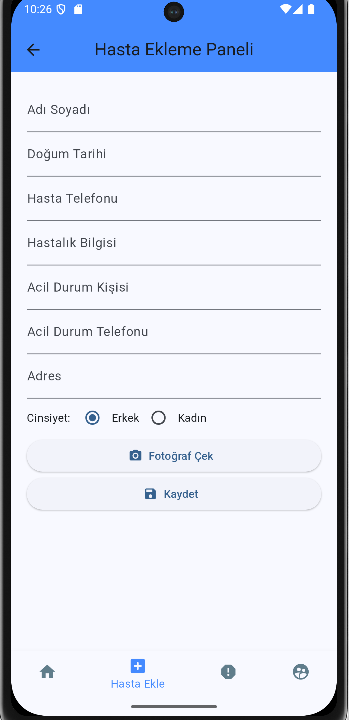 10:26
Hasta Ekleme Paneli
Adı Soyadı
Doğum Tarihi
Hasta Telefonu
Hastalık Bilgisi
Acil Durum Kişisi
Acil Durum Telefonu
Adres
Cinsiyet: Erkek Kadın
Fotoğraf Çek
Kaydet
Hasta Ekle